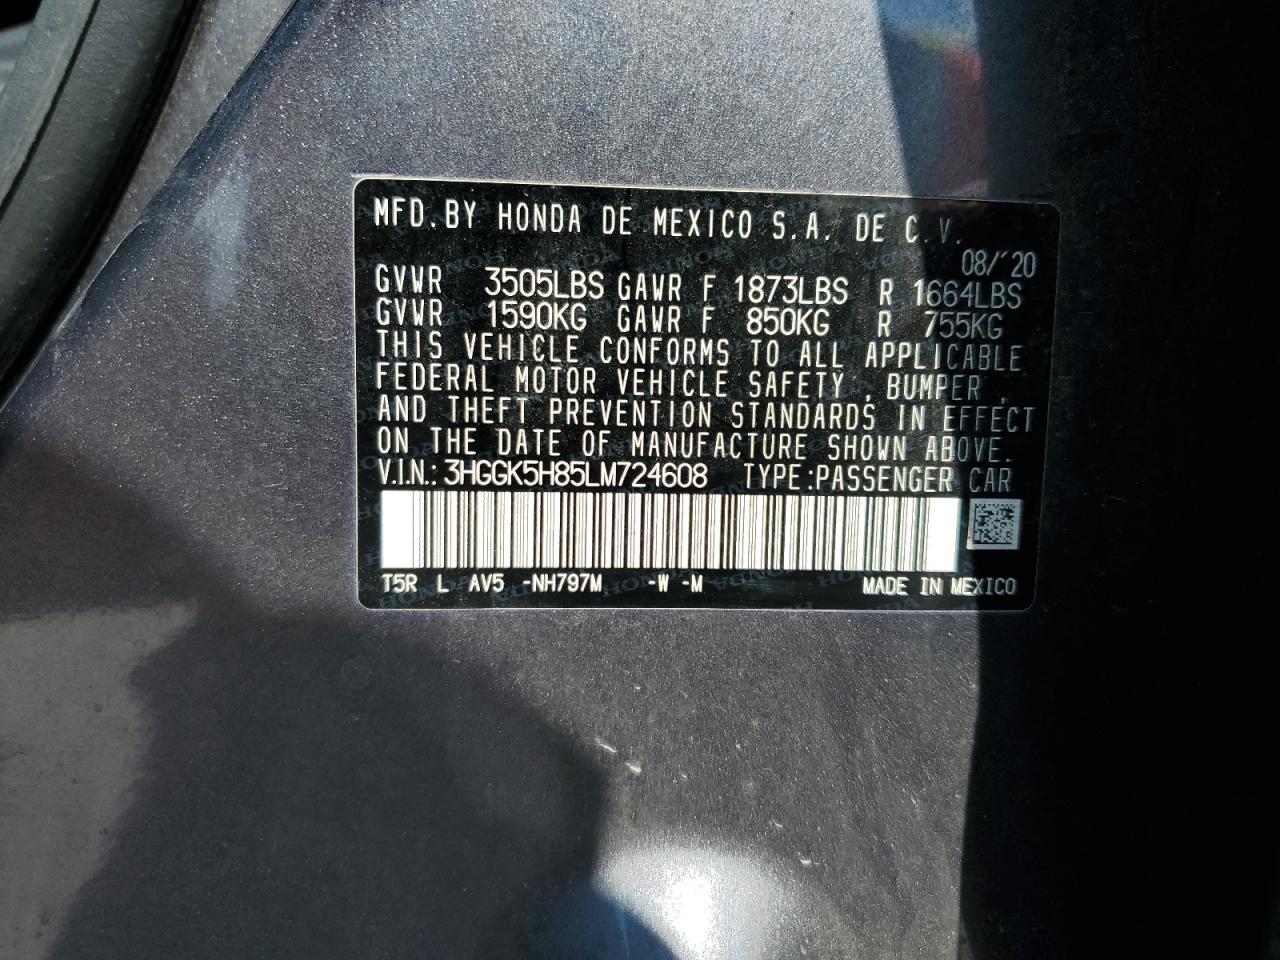 MFD. BY HONDA DE MEXICO S.A. DE C.V.
08/'20
GVWR 3505LBS GAWR F 1873LBS R 1664LBS
GVWR 1590KG GAWR F 850KG R 755KG
THIS VEHICLE CONFORMS TO ALL APPLICABLE
FEDERAL MOTOR VEHICLE SAFETY , BUMPER ,
AND THEFT PREVENTION STANDARDS IN EFFECT
ON THE DATE OF MANUFACTURE SHOWN ABOVE.
V.I.N.: 3HGGK5H85LM724608 TYPE:PASSENGER CAR
T5R L AV5 -NH797M -W -M MADE IN MEXICO